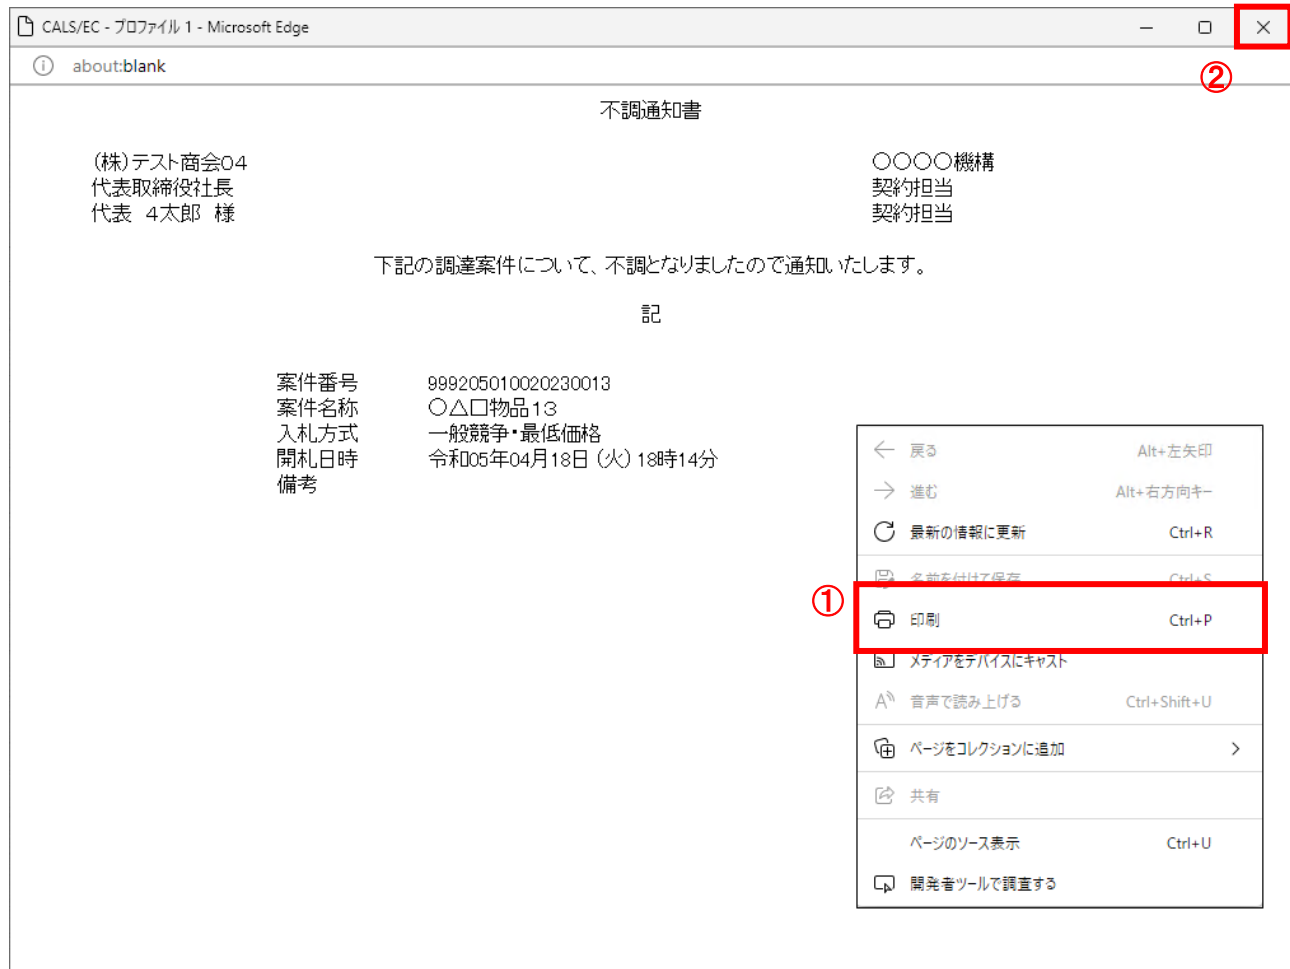 CALS/EC - プロファイル 1 - Microsoft Edge
about:blank
②
不調通知書
(株)テスト商会04
代表取締役社長
代表 4太郎 様
〇〇〇〇機構
契約担当
契約担当
下記の調達案件について、不調となりましたので通知いたします。
記
案件番号 999205010020230013
案件名称 〇△□物品13
入札方式 一般競争・最低価格
開札日時 令和05年04月18日(火)18時14分
備考
戻る Alt+左矢印
進む Alt+右方向キー
最新の情報に更新 Ctrl+R
名前を付けて保存 Ctrl+S
①
印刷 Ctrl+P
メディアをデバイスにキャスト
音声で読み上げる Ctrl+Shift+U
ページをコレクションに追加
共有
ページのソース表示 Ctrl+U
開発者ツールで調査する